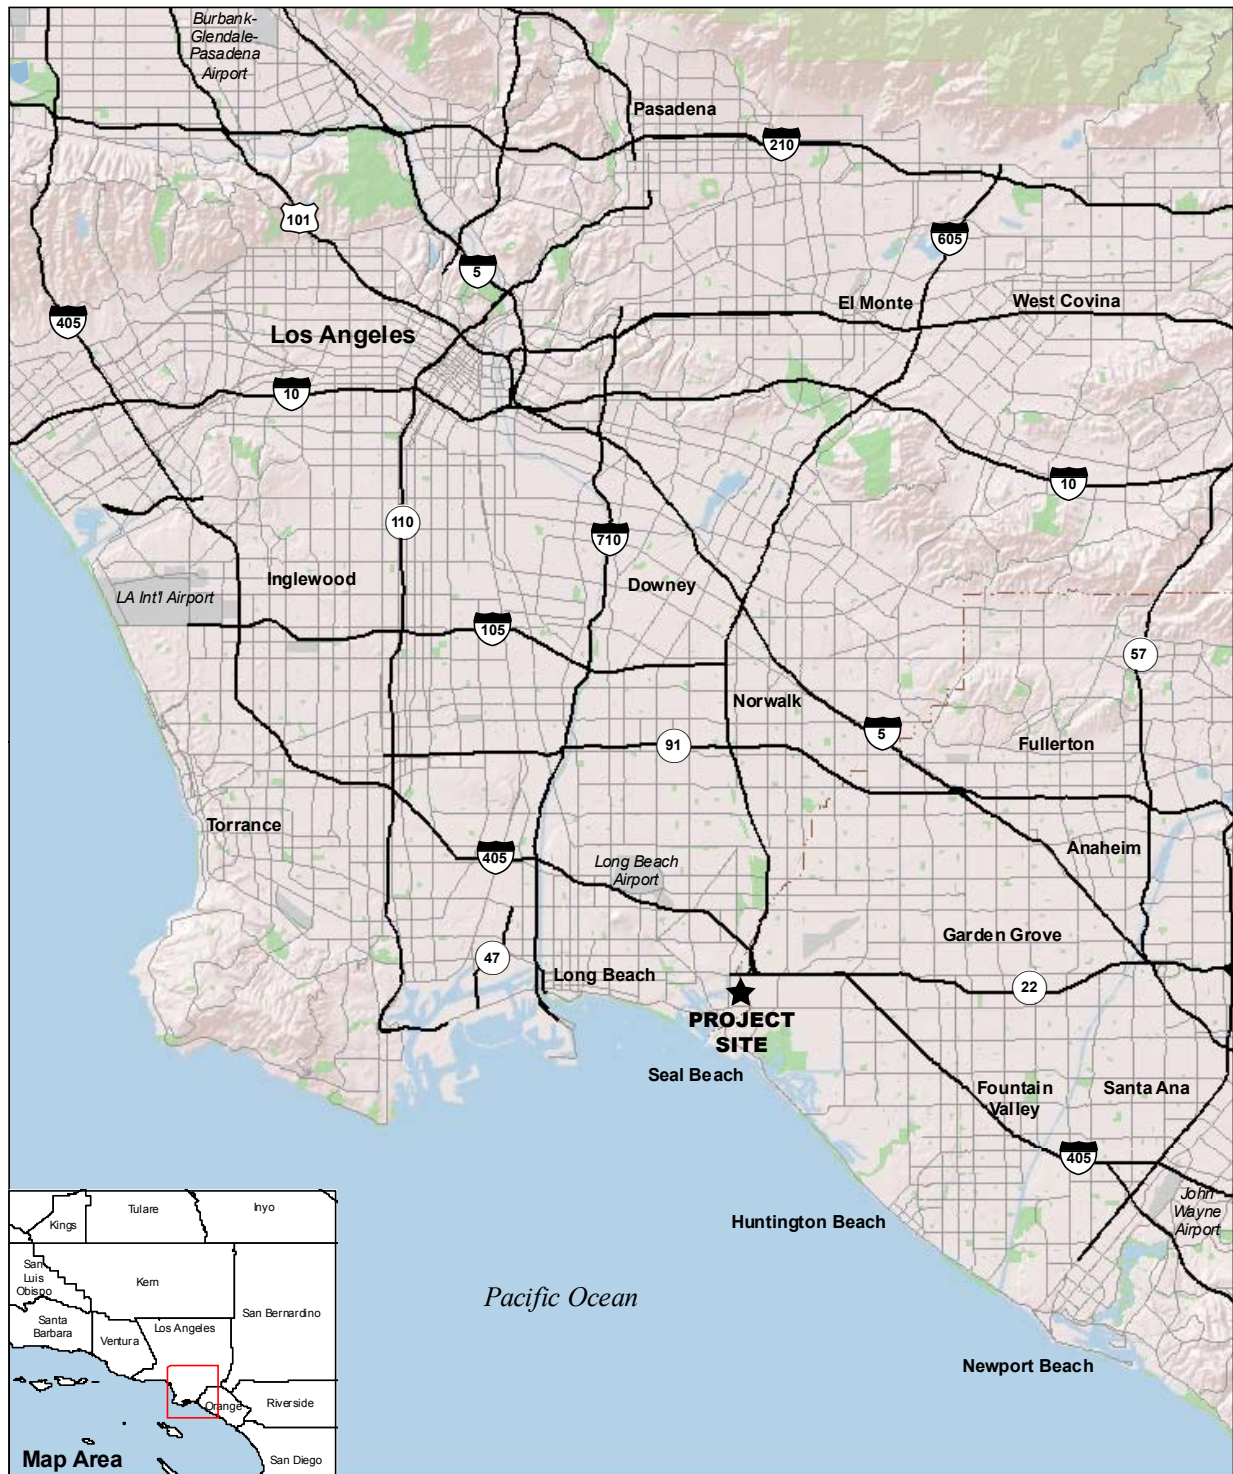 Burbank-
Glendale-
Pasadena
Airport
Pasadena
210
101
605
5
El Monte
West Covina
405
Los Angeles
10
10
110
710
Inglewood
Downey
LA Int'l Airport
105
57
Norwalk
5
91
Fullerton
Torrance
Anaheim
405
Long Beach
Airport
Garden Grove
47
Long Beach
22
PROJECT
SITE
Seal Beach
Fountain
Valley
Santa Ana
405
John
Wayne
Airport
Huntington Beach
Pacific Ocean
Newport Beach
Kings
Tulare
Inyo
San
Luis
Obispo
Kern
San Bernardino
Santa
Barbara
Ventura
Los Angeles
Orange
Riverside
San Diego
Map Area